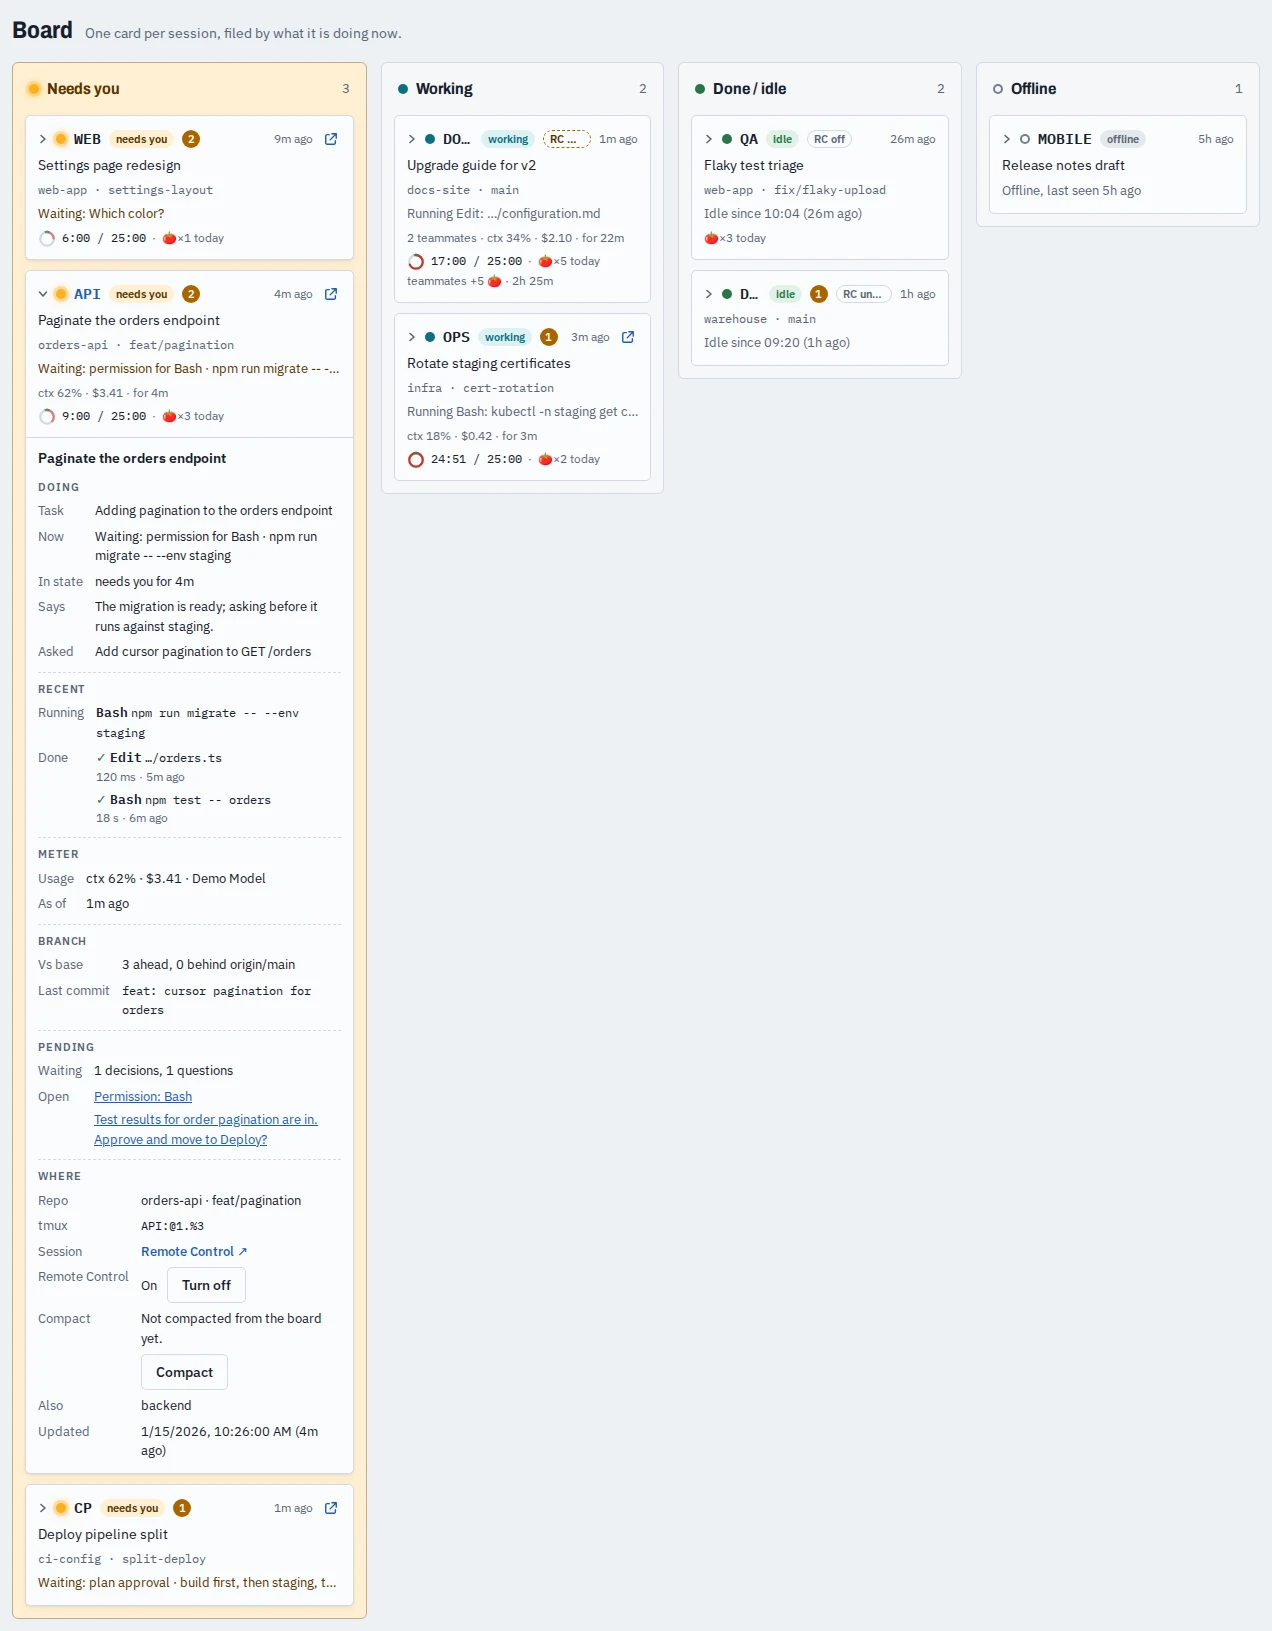 Board One card per session, filed by what it is doing now.
Needs you 3
WEB needs you 2 9m ago
Settings page redesign
web-app · settings-layout
Waiting: Which color?
6:00 / 25:00 · 🍅×1 today
API needs you 2 4m ago
Paginate the orders endpoint
orders-api · feat/pagination
Waiting: permission for Bash · npm run migrate -- -…
ctx 62% · $3.41 · for 4m
9:00 / 25:00 · 🍅×3 today
Paginate the orders endpoint
DOING
Task Adding pagination to the orders endpoint
Now Waiting: permission for Bash · npm run
migrate -- --env staging
In state needs you for 4m
Says The migration is ready; asking before it
runs against staging.
Asked Add cursor pagination to GET /orders
RECENT
Running Bash npm run migrate -- --env
staging
Done ✓ Edit …/orders.ts
120 ms · 5m ago
✓ Bash npm test -- orders
18 s · 6m ago
METER
Usage ctx 62% · $3.41 · Demo Model
As of 1m ago
BRANCH
Vs base 3 ahead, 0 behind origin/main
Last commit feat: cursor pagination for
orders
PENDING
Waiting 1 decisions, 1 questions
Open Permission: Bash
Test results for order pagination are in.
Approve and move to Deploy?
WHERE
Repo orders-api · feat/pagination
tmux API:@1.%3
Session Remote Control ↗
Remote Control On Turn off
Compact Not compacted from the board
yet.
Compact
Also backend
Updated 1/15/2026, 10:26:00 AM (4m
ago)
CP needs you 1 1m ago
Deploy pipeline split
ci-config · split-deploy
Waiting: plan approval · build first, then staging, t…
Working 2
DO… working RC … 1m ago
Upgrade guide for v2
docs-site · main
Running Edit: …/configuration.md
2 teammates · ctx 34% · $2.10 · for 22m
17:00 / 25:00 · 🍅×5 today
teammates +5 🍅 · 2h 25m
OPS working 1 3m ago
Rotate staging certificates
infra · cert-rotation
Running Bash: kubectl -n staging get c…
ctx 18% · $0.42 · for 3m
24:51 / 25:00 · 🍅×2 today
Done / idle 2
QA idle RC off 26m ago
Flaky test triage
web-app · fix/flaky-upload
Idle since 10:04 (26m ago)
🍅×3 today
D… idle 1 RC un… 1h ago
warehouse · main
Idle since 09:20 (1h ago)
Offline 1
MOBILE offline 5h ago
Release notes draft
Offline, last seen 5h ago